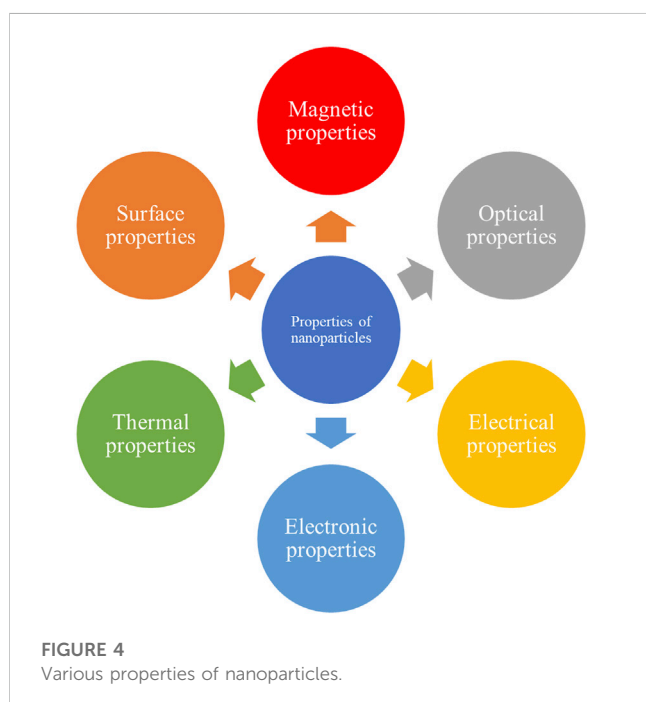 Magnetic
properties
Surface
properties
Optical
properties
Properties of
nanoparticles
Thermal
properties
Electrical
properties
Electronic
properties
FIGURE 4
Various properties of nanoparticles.